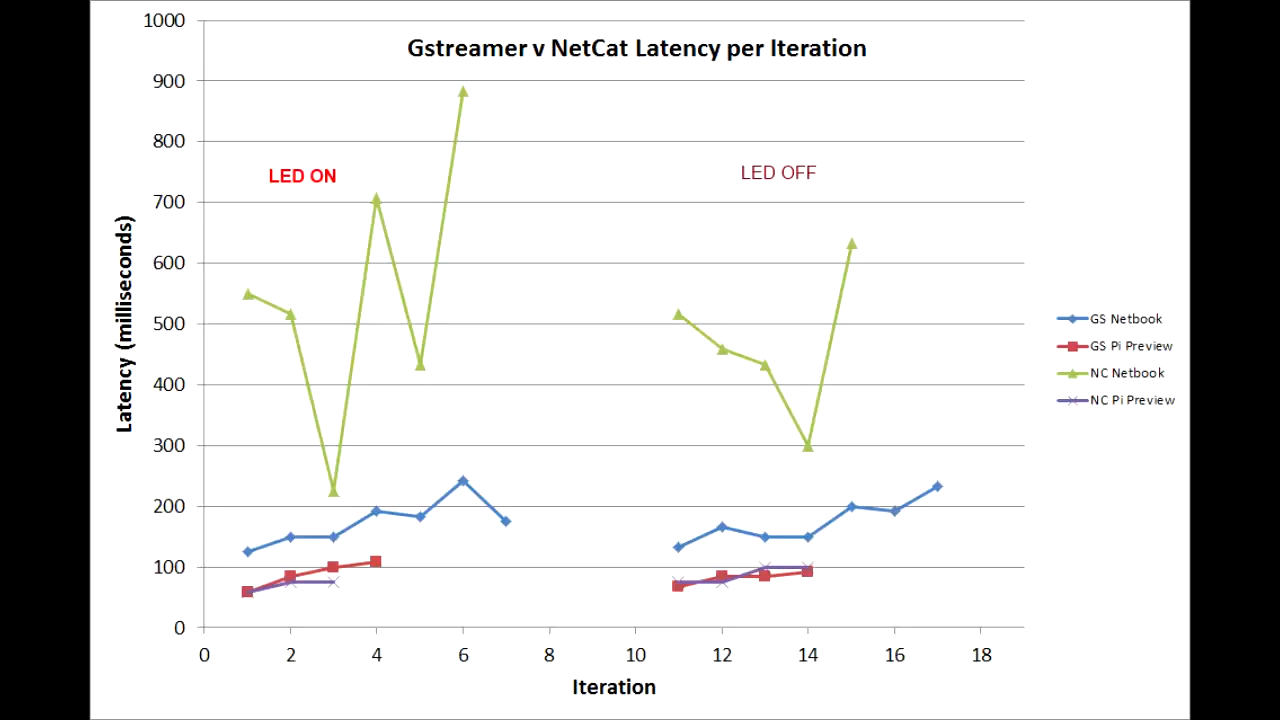 Gstreamer v NetCat Latency per Iteration
1000
900
800
700
600
500
400
300
200
100
0
Latency (milliseconds)
LED ON
LED OFF
GS Netbook
GS Pi Preview
NC Netbook
NC Pi Preview
0 2 4 6 8 10 12 14 16 18
Iteration